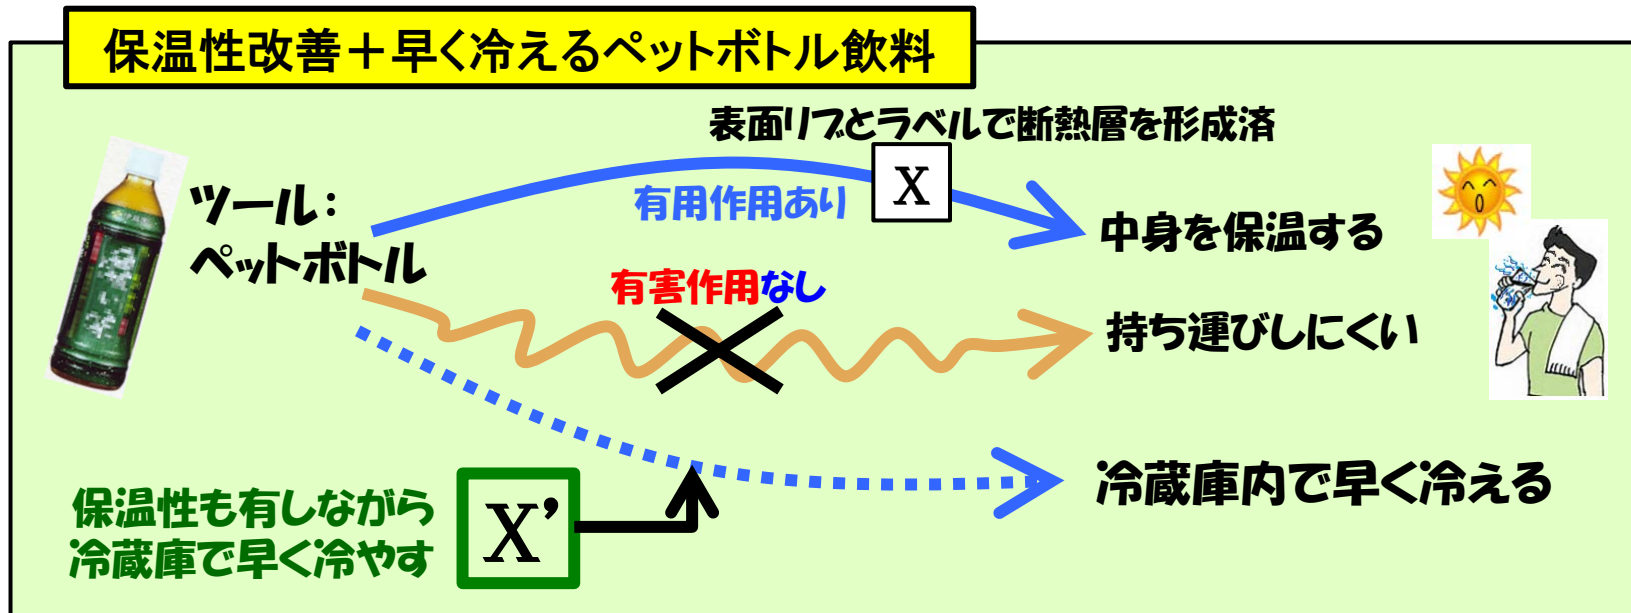 保温性改善＋早く冷えるペットボトル飲料
表面リブとラベルで断熱層を形成済
X
有用作用あり
ツール：
ペットボトル
中身を保温する
有害作用なし
持ち運びしにくい
冷蔵庫内で早く冷える
保温性も有しながら
冷蔵庫で早く冷やす
X’